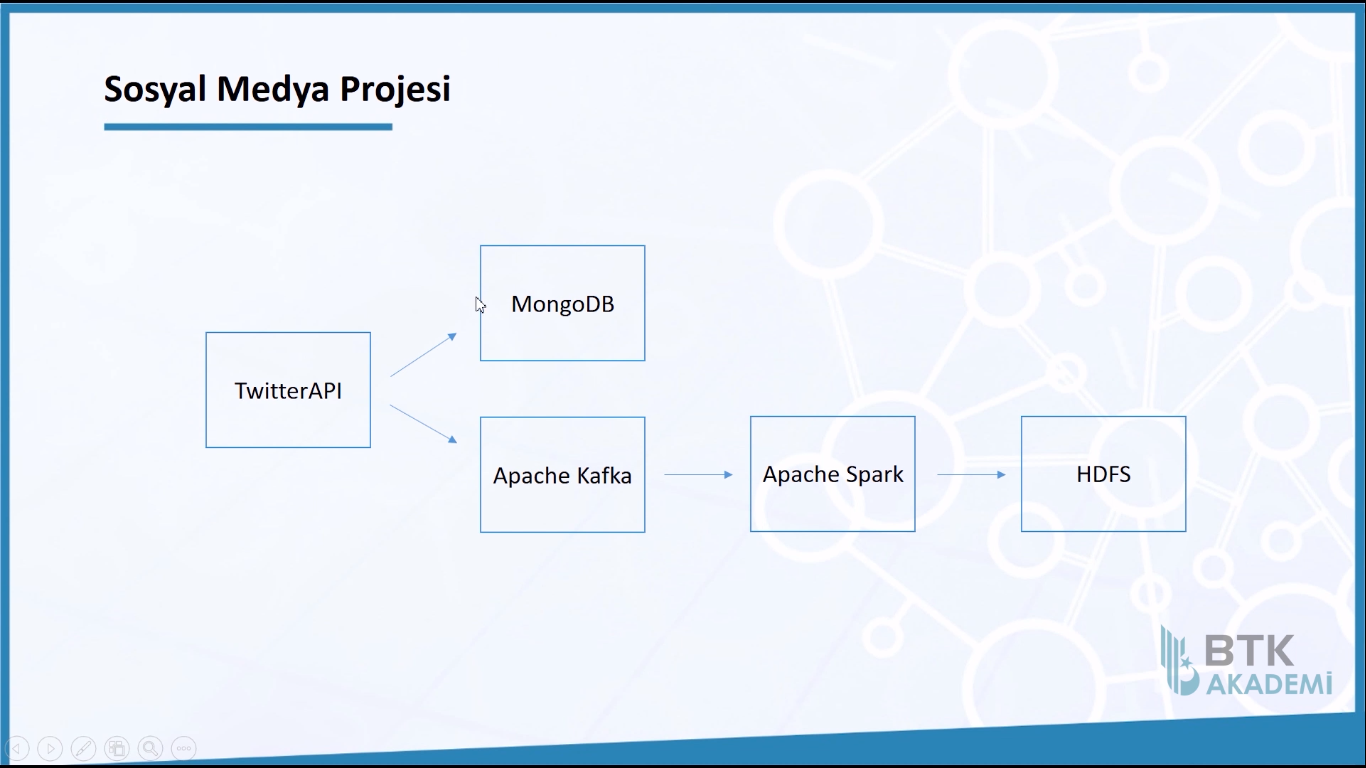 Sosyal Medya Projesi
MongoDB
TwitterAPI
Apache Kafka
Apache Spark
HDFS
BTK
AKADEMİ